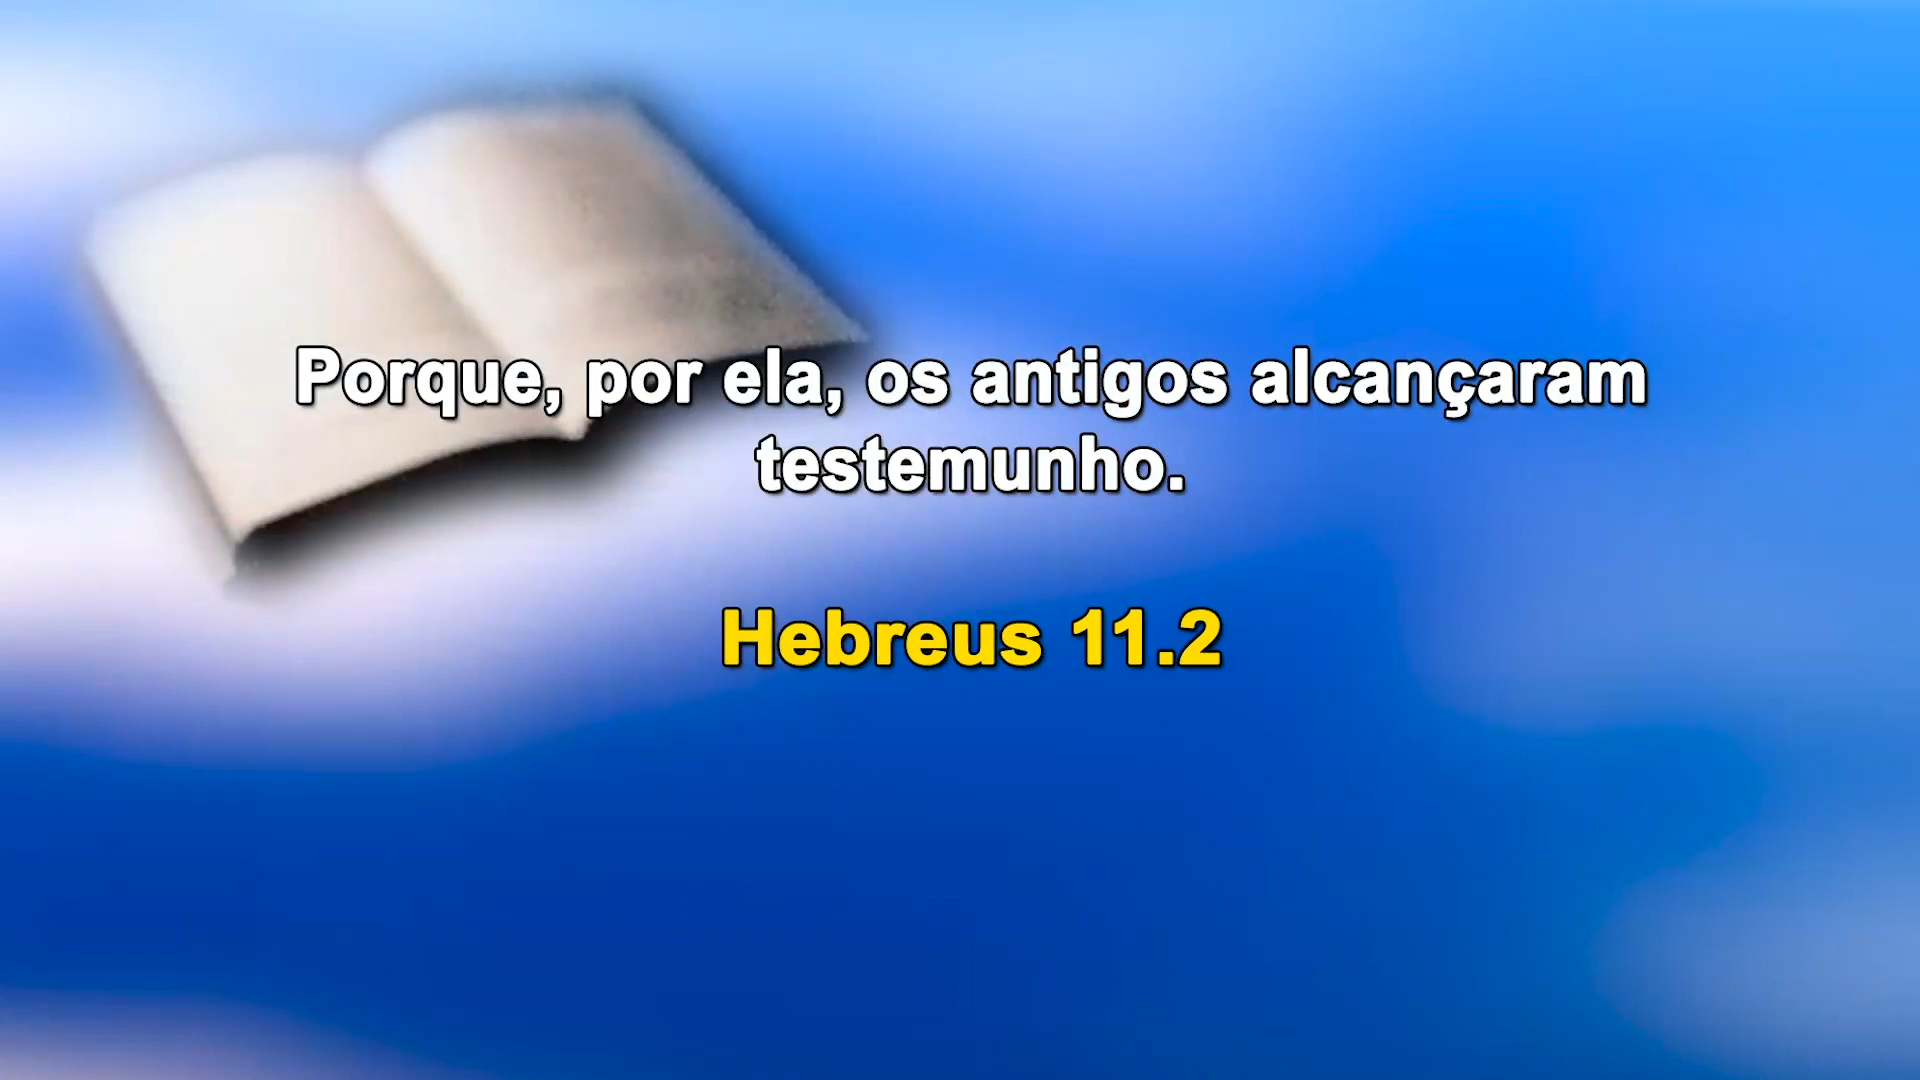 Porque, por ela, os antigos alcançaram
testemunho.
Hebreus 11.2